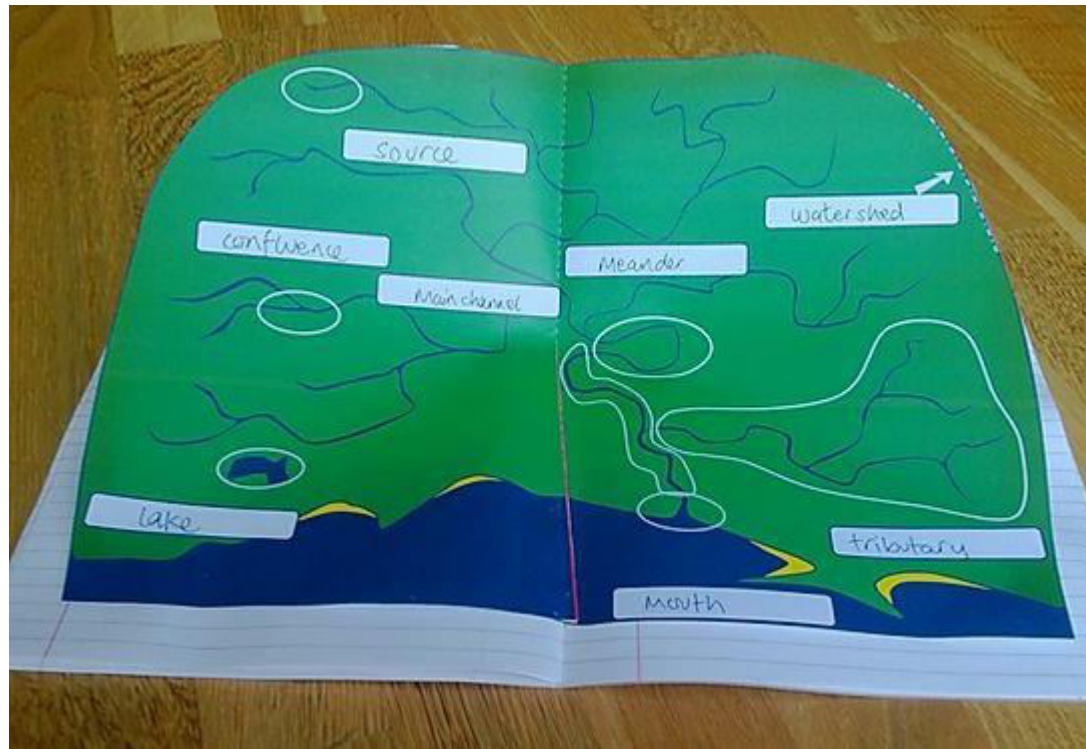 source
watershed
confluence
Meander
Main channel
lake
tributary
Mouth